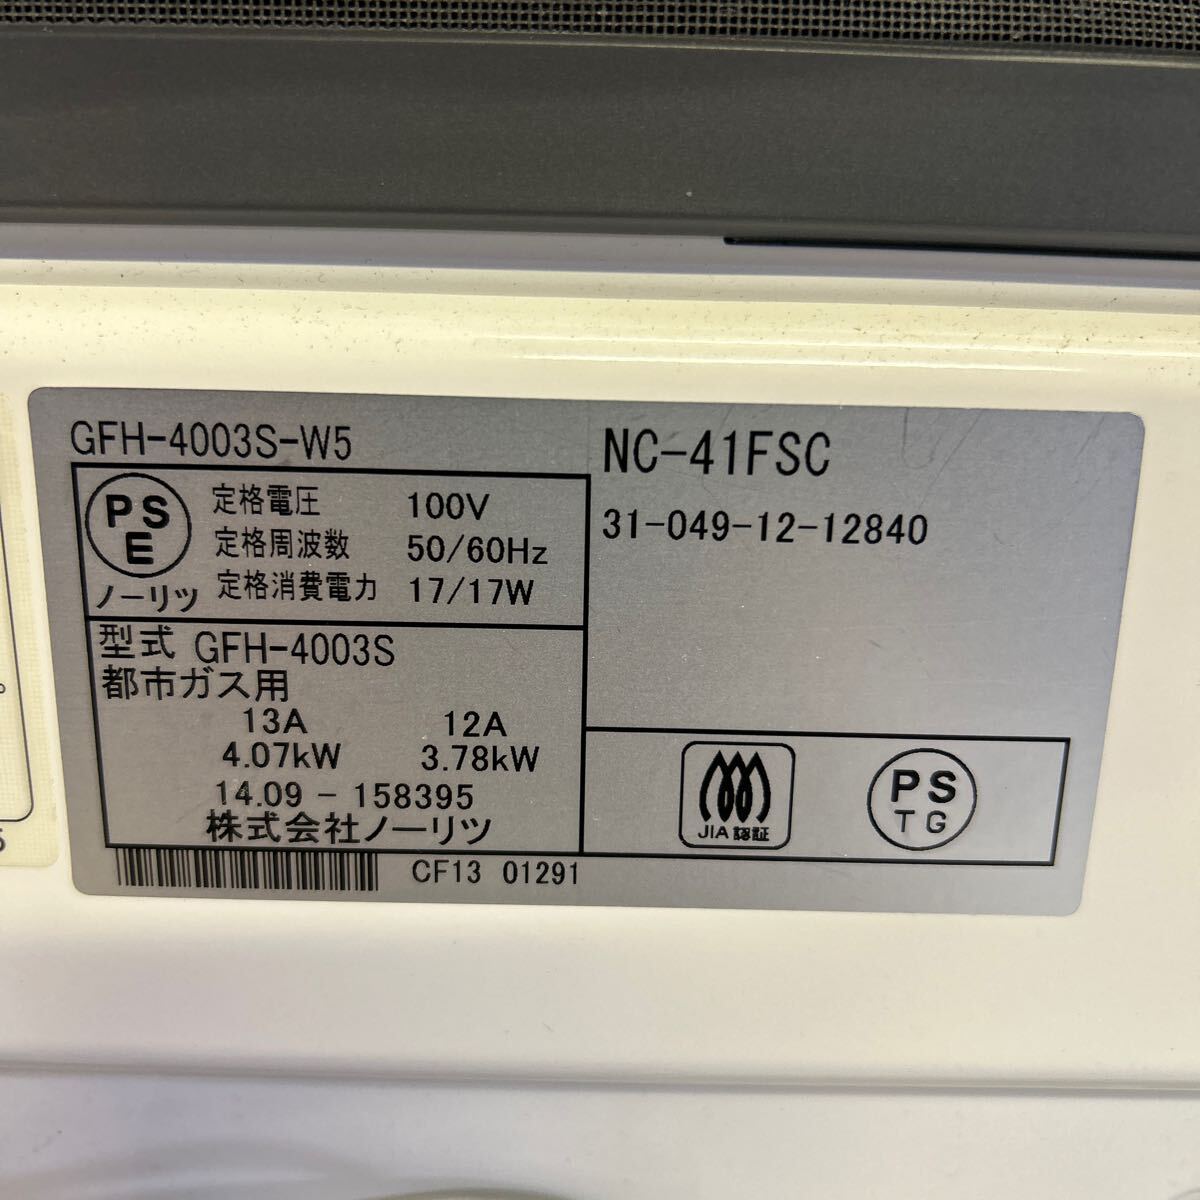 GFH-4003S-W5
NC-41FSC
31-049-12-12840
PS
E
ノーリツ
定格電圧 100V
定格周波数 50/60Hz
定格消費電力 17/17W
型式 GFH-4003S
都市ガス用
13A 12A
4.07kW 3.78kW
14.09 - 158395
株式会社ノーリツ
JIA 認証
PS
TG
CF13 01291